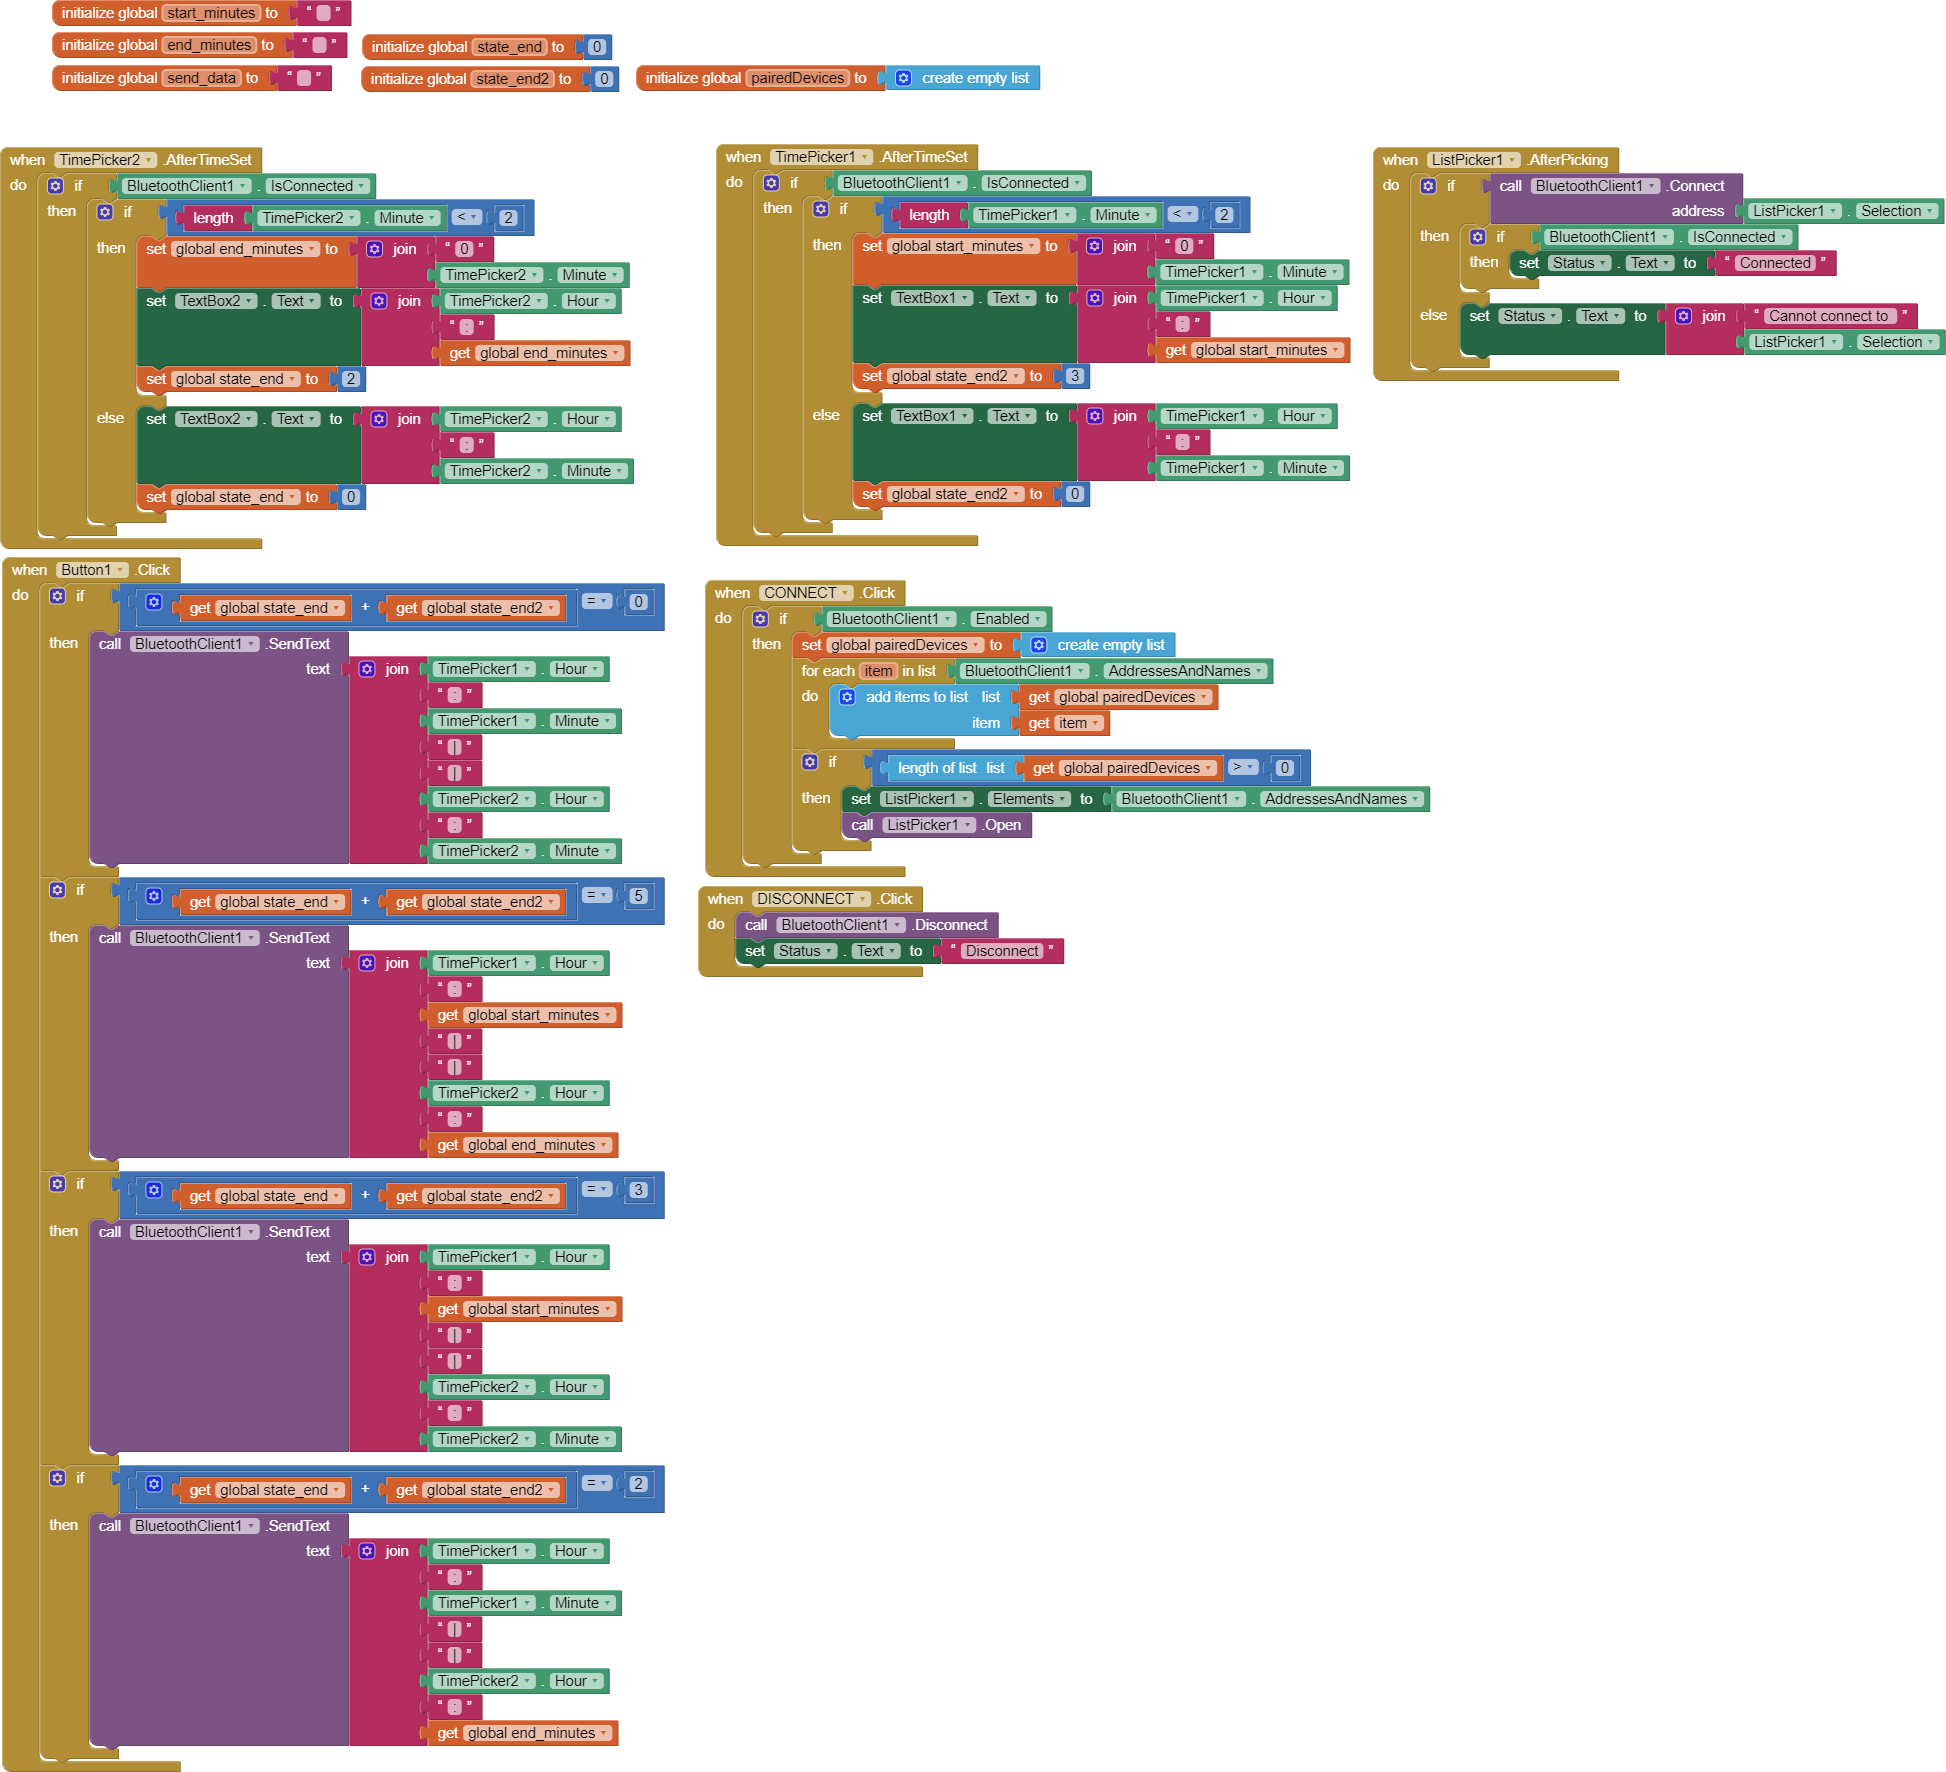 initialize global start_minutes to “ ”
initialize global end_minutes to “ ”
initialize global state_end to 0
initialize global send_data to “ ”
initialize global state_end2 to 0
initialize global pairedDevices to create empty list
when TimePicker2 .AfterTimeSet
do if BluetoothClient1 . IsConnected
then if length TimePicker2 . Minute < 2
then set global end_minutes to join “ 0 ”
TimePicker2 . Minute
set TextBox2 . Text to join TimePicker2 . Hour
“ : ”
get global end_minutes
set global state_end to 2
else set TextBox2 . Text to join TimePicker2 . Hour
“ : ”
TimePicker2 . Minute
set global state_end to 0
when TimePicker1 .AfterTimeSet
do if BluetoothClient1 . IsConnected
then if length TimePicker1 . Minute < 2
then set global start_minutes to join “ 0 ”
TimePicker1 . Minute
set TextBox1 . Text to join TimePicker1 . Hour
“ : ”
get global start_minutes
set global state_end2 to 3
else set TextBox1 . Text to join TimePicker1 . Hour
“ : ”
TimePicker1 . Minute
set global state_end2 to 0
when ListPicker1 .AfterPicking
do if call BluetoothClient1 .Connect
address ListPicker1 . Selection
then if BluetoothClient1 . IsConnected
then set Status . Text to “ Connected ”
else set Status . Text to join “ Cannot connect to ”
ListPicker1 . Selection
when Button1 .Click
do if get global state_end + get global state_end2 = 0
then call BluetoothClient1 .SendText
text join TimePicker1 . Hour
“ : ”
TimePicker1 . Minute
“ | ”
“ | ”
TimePicker2 . Hour
“ : ”
TimePicker2 . Minute
if get global state_end + get global state_end2 = 5
then call BluetoothClient1 .SendText
text join TimePicker1 . Hour
“ : ”
get global start_minutes
“ | ”
“ | ”
TimePicker2 . Hour
“ : ”
get global end_minutes
if get global state_end + get global state_end2 = 3
then call BluetoothClient1 .SendText
text join TimePicker1 . Hour
“ : ”
get global start_minutes
“ | ”
“ | ”
TimePicker2 . Hour
“ : ”
TimePicker2 . Minute
if get global state_end + get global state_end2 = 2
then call BluetoothClient1 .SendText
text join TimePicker1 . Hour
“ : ”
TimePicker1 . Minute
“ | ”
“ | ”
TimePicker2 . Hour
“ : ”
get global end_minutes
when CONNECT .Click
do if BluetoothClient1 . Enabled
then set global pairedDevices to create empty list
for each item in list BluetoothClient1 . AddressesAndNames
do add items to list list get global pairedDevices
item get item
if length of list list get global pairedDevices > 0
then set ListPicker1 . Elements to BluetoothClient1 . AddressesAndNames
call ListPicker1 .Open
when DISCONNECT .Click
do call BluetoothClient1 .Disconnect
set Status . Text to “ Disconnect ”